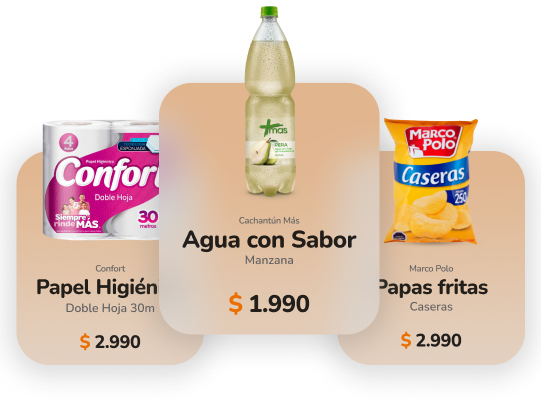 4
Papel Higiénico
Confort
Doble Hoja
Siempre
rinde MÁS
30
metros
Confort
Papel Higién
Doble Hoja 30m
$ 2.990
+mas
PERA
Cachantún Más
Agua con Sabor
Manzana
$ 1.990
MARCO
POLO
Caseras
250
Marco Polo
Papas fritas
Caseras
$ 2.990